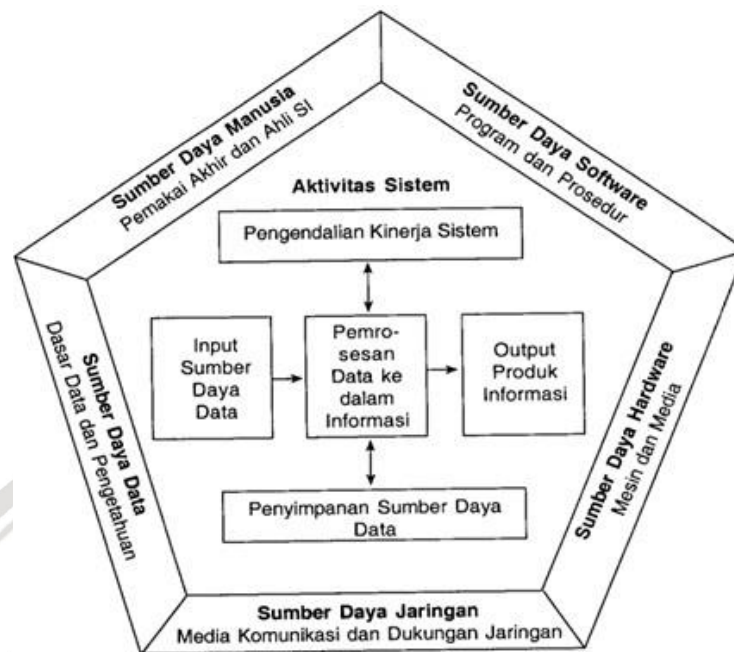 Sumber Daya Manusia
Pemakai Akhir dan Ahli SI
Sumber Daya Software
Program dan Prosedur
Aktivitas Sistem
Pengendalian Kinerja Sistem
Input
Sumber
Daya
Data
Pemro-
sesan
Data ke
dalam
Informasi
Output
Produk
Informasi
Penyimpanan Sumber Daya
Data
Sumber Daya Data
Dasar Data dan Pengetahuan
Sumber Daya Hardware
Mesin dan Media
Sumber Daya Jaringan
Media Komunikasi dan Dukungan Jaringan